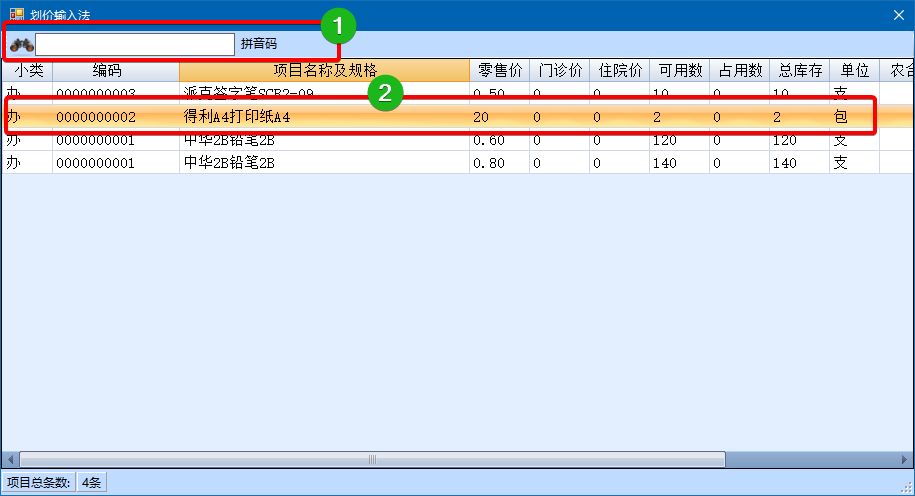 划价输入法
1
拼音码
小类 编码 项目名称及规格 零售价 门诊价 住院价 可用数 占用数 总库存 单位 农合
2
办 0000000003 派克签字笔SCB2-09 0.50 0 0 10 0 10 支
办 0000000002 得利A4打印纸A4 20 0 0 2 0 2 包
办 0000000001 中华2B铅笔2B 0.60 0 0 120 0 120 支
办 0000000001 中华2B铅笔2B 0.80 0 0 140 0 140 支
项目总条数: 4条